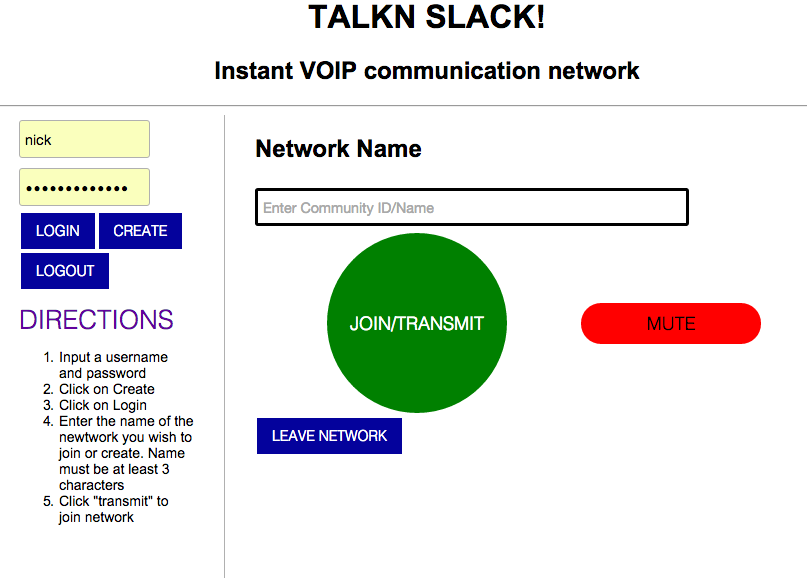 TALKN SLACK!
Instant VOIP communication network
nick
•••••••••••••
LOGIN
CREATE
LOGOUT
DIRECTIONS
1. Input a username
and password
2. Click on Create
3. Click on Login
4. Enter the name of the
newtwork you wish to
join or create. Name
must be at least 3
characters
5. Click "transmit" to
join network
Network Name
Enter Community ID/Name
JOIN/TRANSMIT
MUTE
LEAVE NETWORK